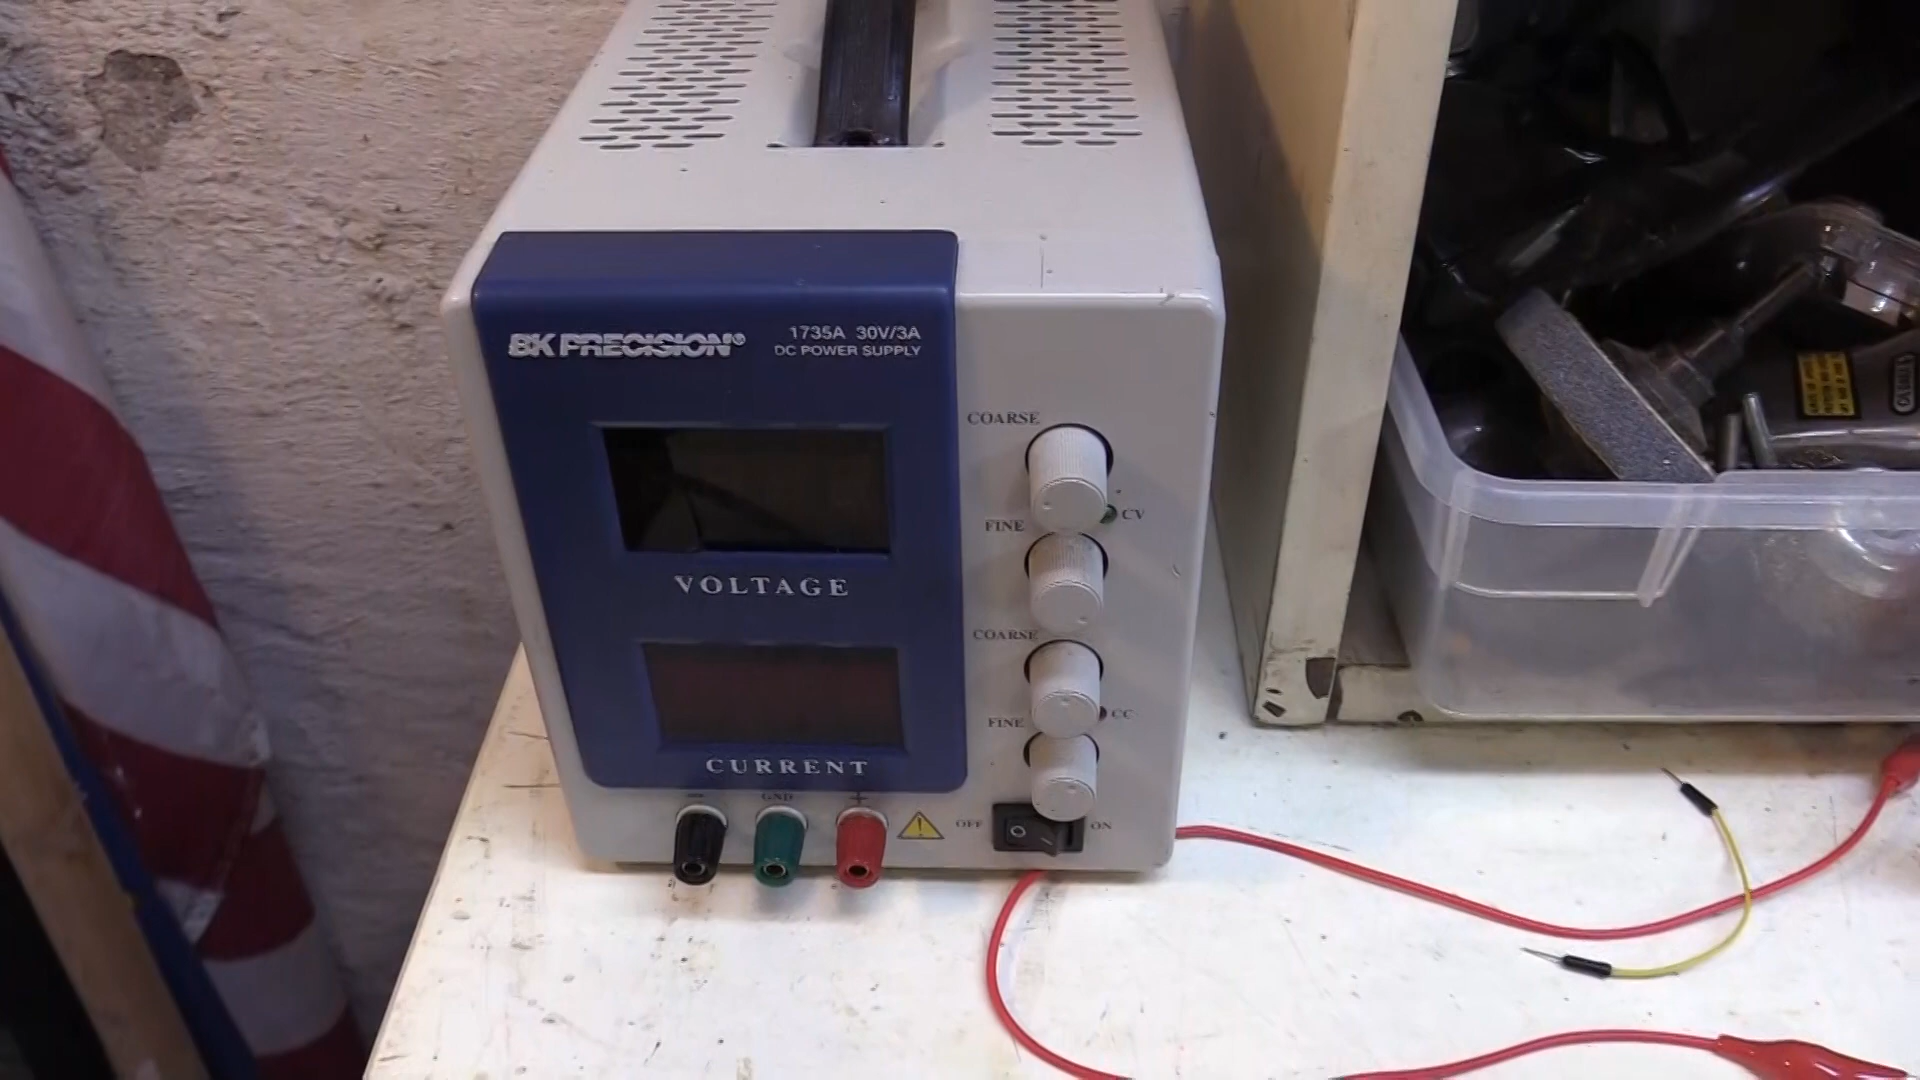 BK PRECISION®
1735A 30V/3A
DC POWER SUPPLY
COARSE
FINE
CV
VOLTAGE
COARSE
FINE
CC
CURRENT
−
GND
+
OFF
ON